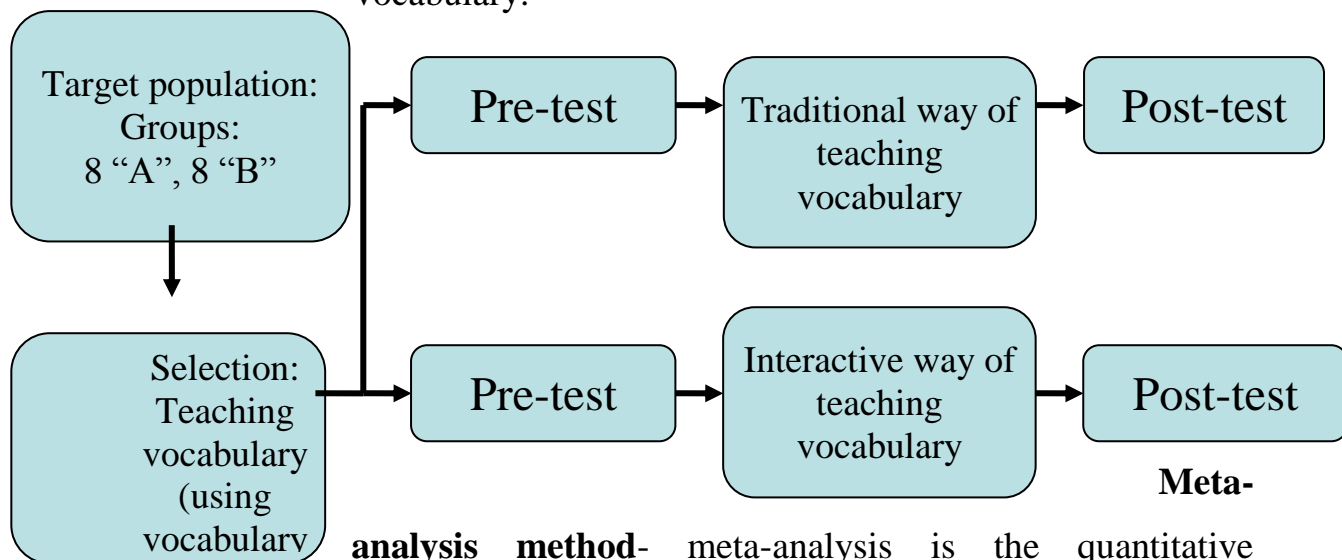 vocabulary.
Target population:
Groups:
8 “A”, 8 “B”
Selection:
Teaching
vocabulary
(using
vocabulary
Pre-test
Traditional way of
teaching
vocabulary
Post-test
Pre-test
Interactive way of
teaching
vocabulary
Post-test
Meta-
analysis method- meta-analysis is the quantitative